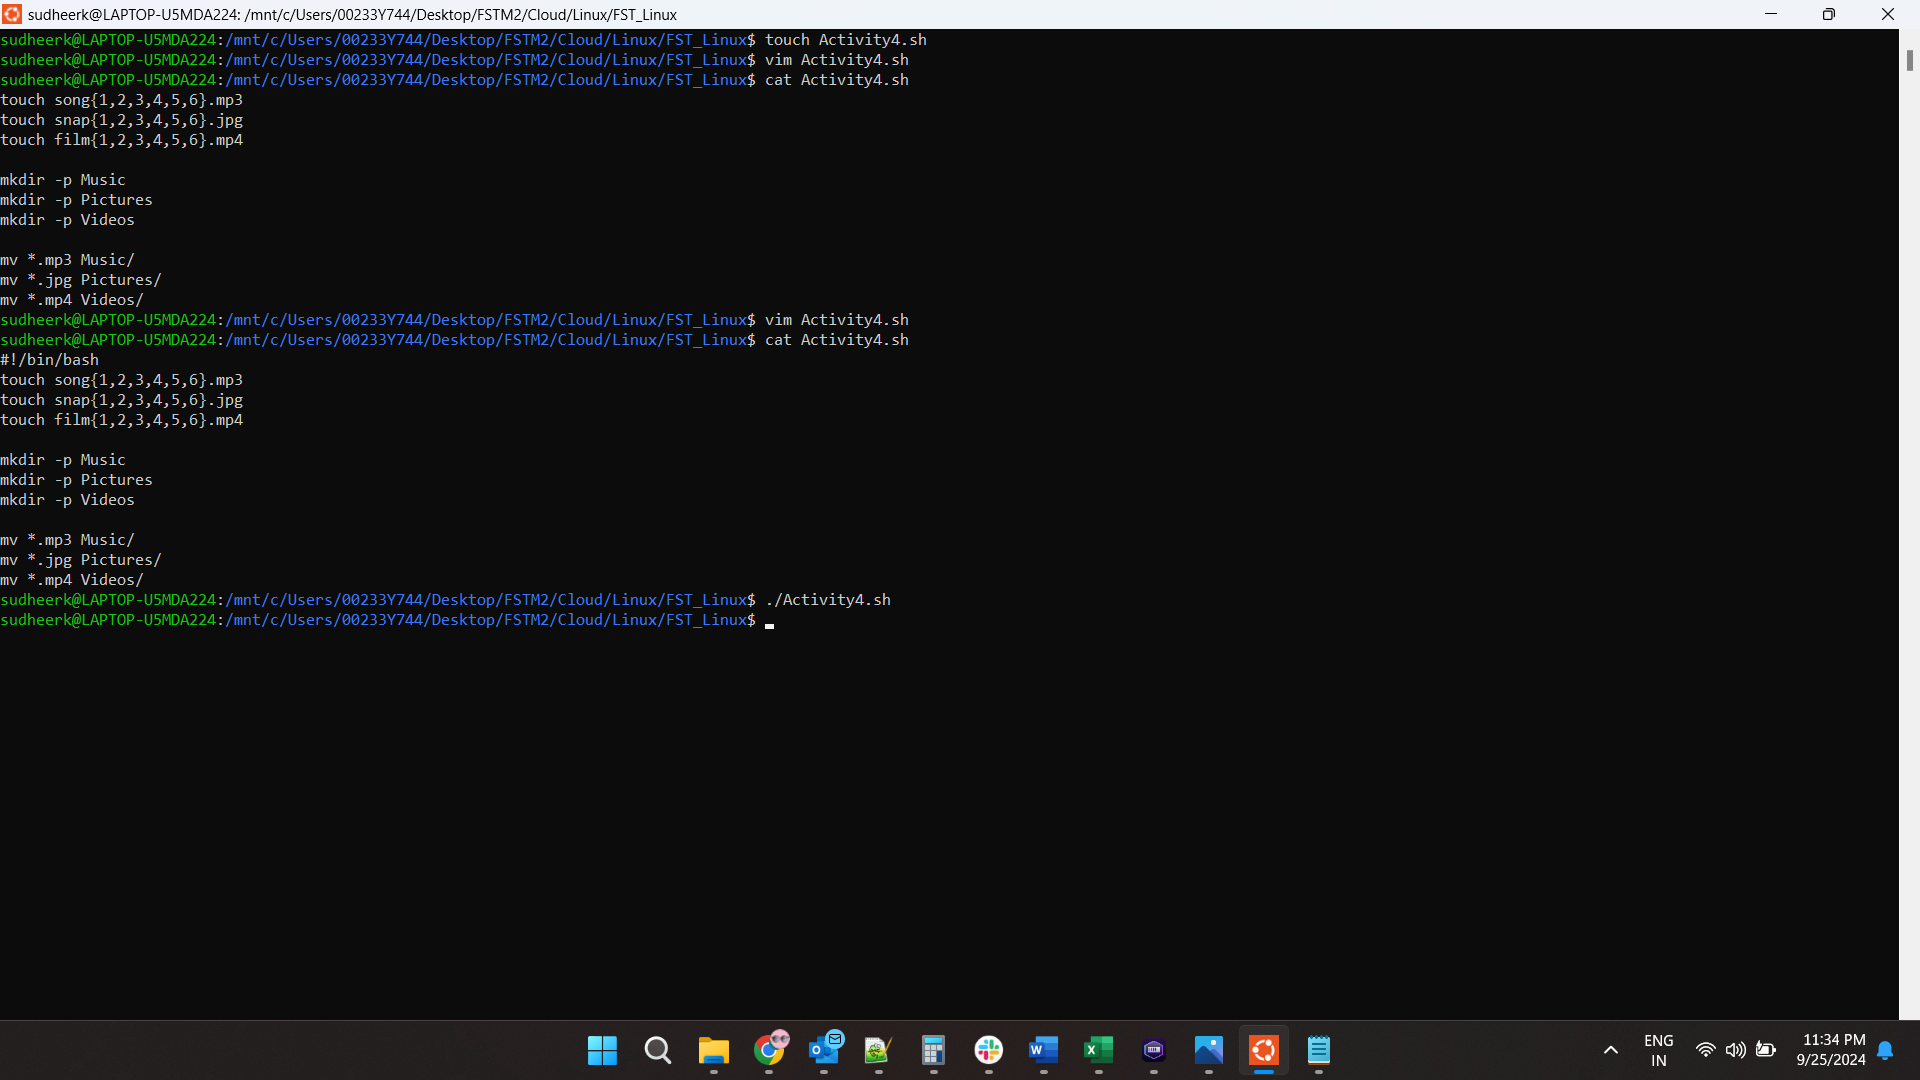 sudheerk@LAPTOP-U5MDA224: /mnt/c/Users/00233Y744/Desktop/FSTM2/Cloud/Linux/FST_Linux
sudheerk@LAPTOP-U5MDA224:/mnt/c/Users/00233Y744/Desktop/FSTM2/Cloud/Linux/FST_Linux$ touch Activity4.sh
sudheerk@LAPTOP-U5MDA224:/mnt/c/Users/00233Y744/Desktop/FSTM2/Cloud/Linux/FST_Linux$ vim Activity4.sh
sudheerk@LAPTOP-U5MDA224:/mnt/c/Users/00233Y744/Desktop/FSTM2/Cloud/Linux/FST_Linux$ cat Activity4.sh
touch song{1,2,3,4,5,6}.mp3
touch snap{1,2,3,4,5,6}.jpg
touch film{1,2,3,4,5,6}.mp4
mkdir -p Music
mkdir -p Pictures
mkdir -p Videos
mv *.mp3 Music/
mv *.jpg Pictures/
mv *.mp4 Videos/
sudheerk@LAPTOP-U5MDA224:/mnt/c/Users/00233Y744/Desktop/FSTM2/Cloud/Linux/FST_Linux$ vim Activity4.sh
sudheerk@LAPTOP-U5MDA224:/mnt/c/Users/00233Y744/Desktop/FSTM2/Cloud/Linux/FST_Linux$ cat Activity4.sh
#!/bin/bash
touch song{1,2,3,4,5,6}.mp3
touch snap{1,2,3,4,5,6}.jpg
touch film{1,2,3,4,5,6}.mp4
mkdir -p Music
mkdir -p Pictures
mkdir -p Videos
mv *.mp3 Music/
mv *.jpg Pictures/
mv *.mp4 Videos/
sudheerk@LAPTOP-U5MDA224:/mnt/c/Users/00233Y744/Desktop/FSTM2/Cloud/Linux/FST_Linux$ ./Activity4.sh
sudheerk@LAPTOP-U5MDA224:/mnt/c/Users/00233Y744/Desktop/FSTM2/Cloud/Linux/FST_Linux$
ENG
IN
11:34 PM
9/25/2024